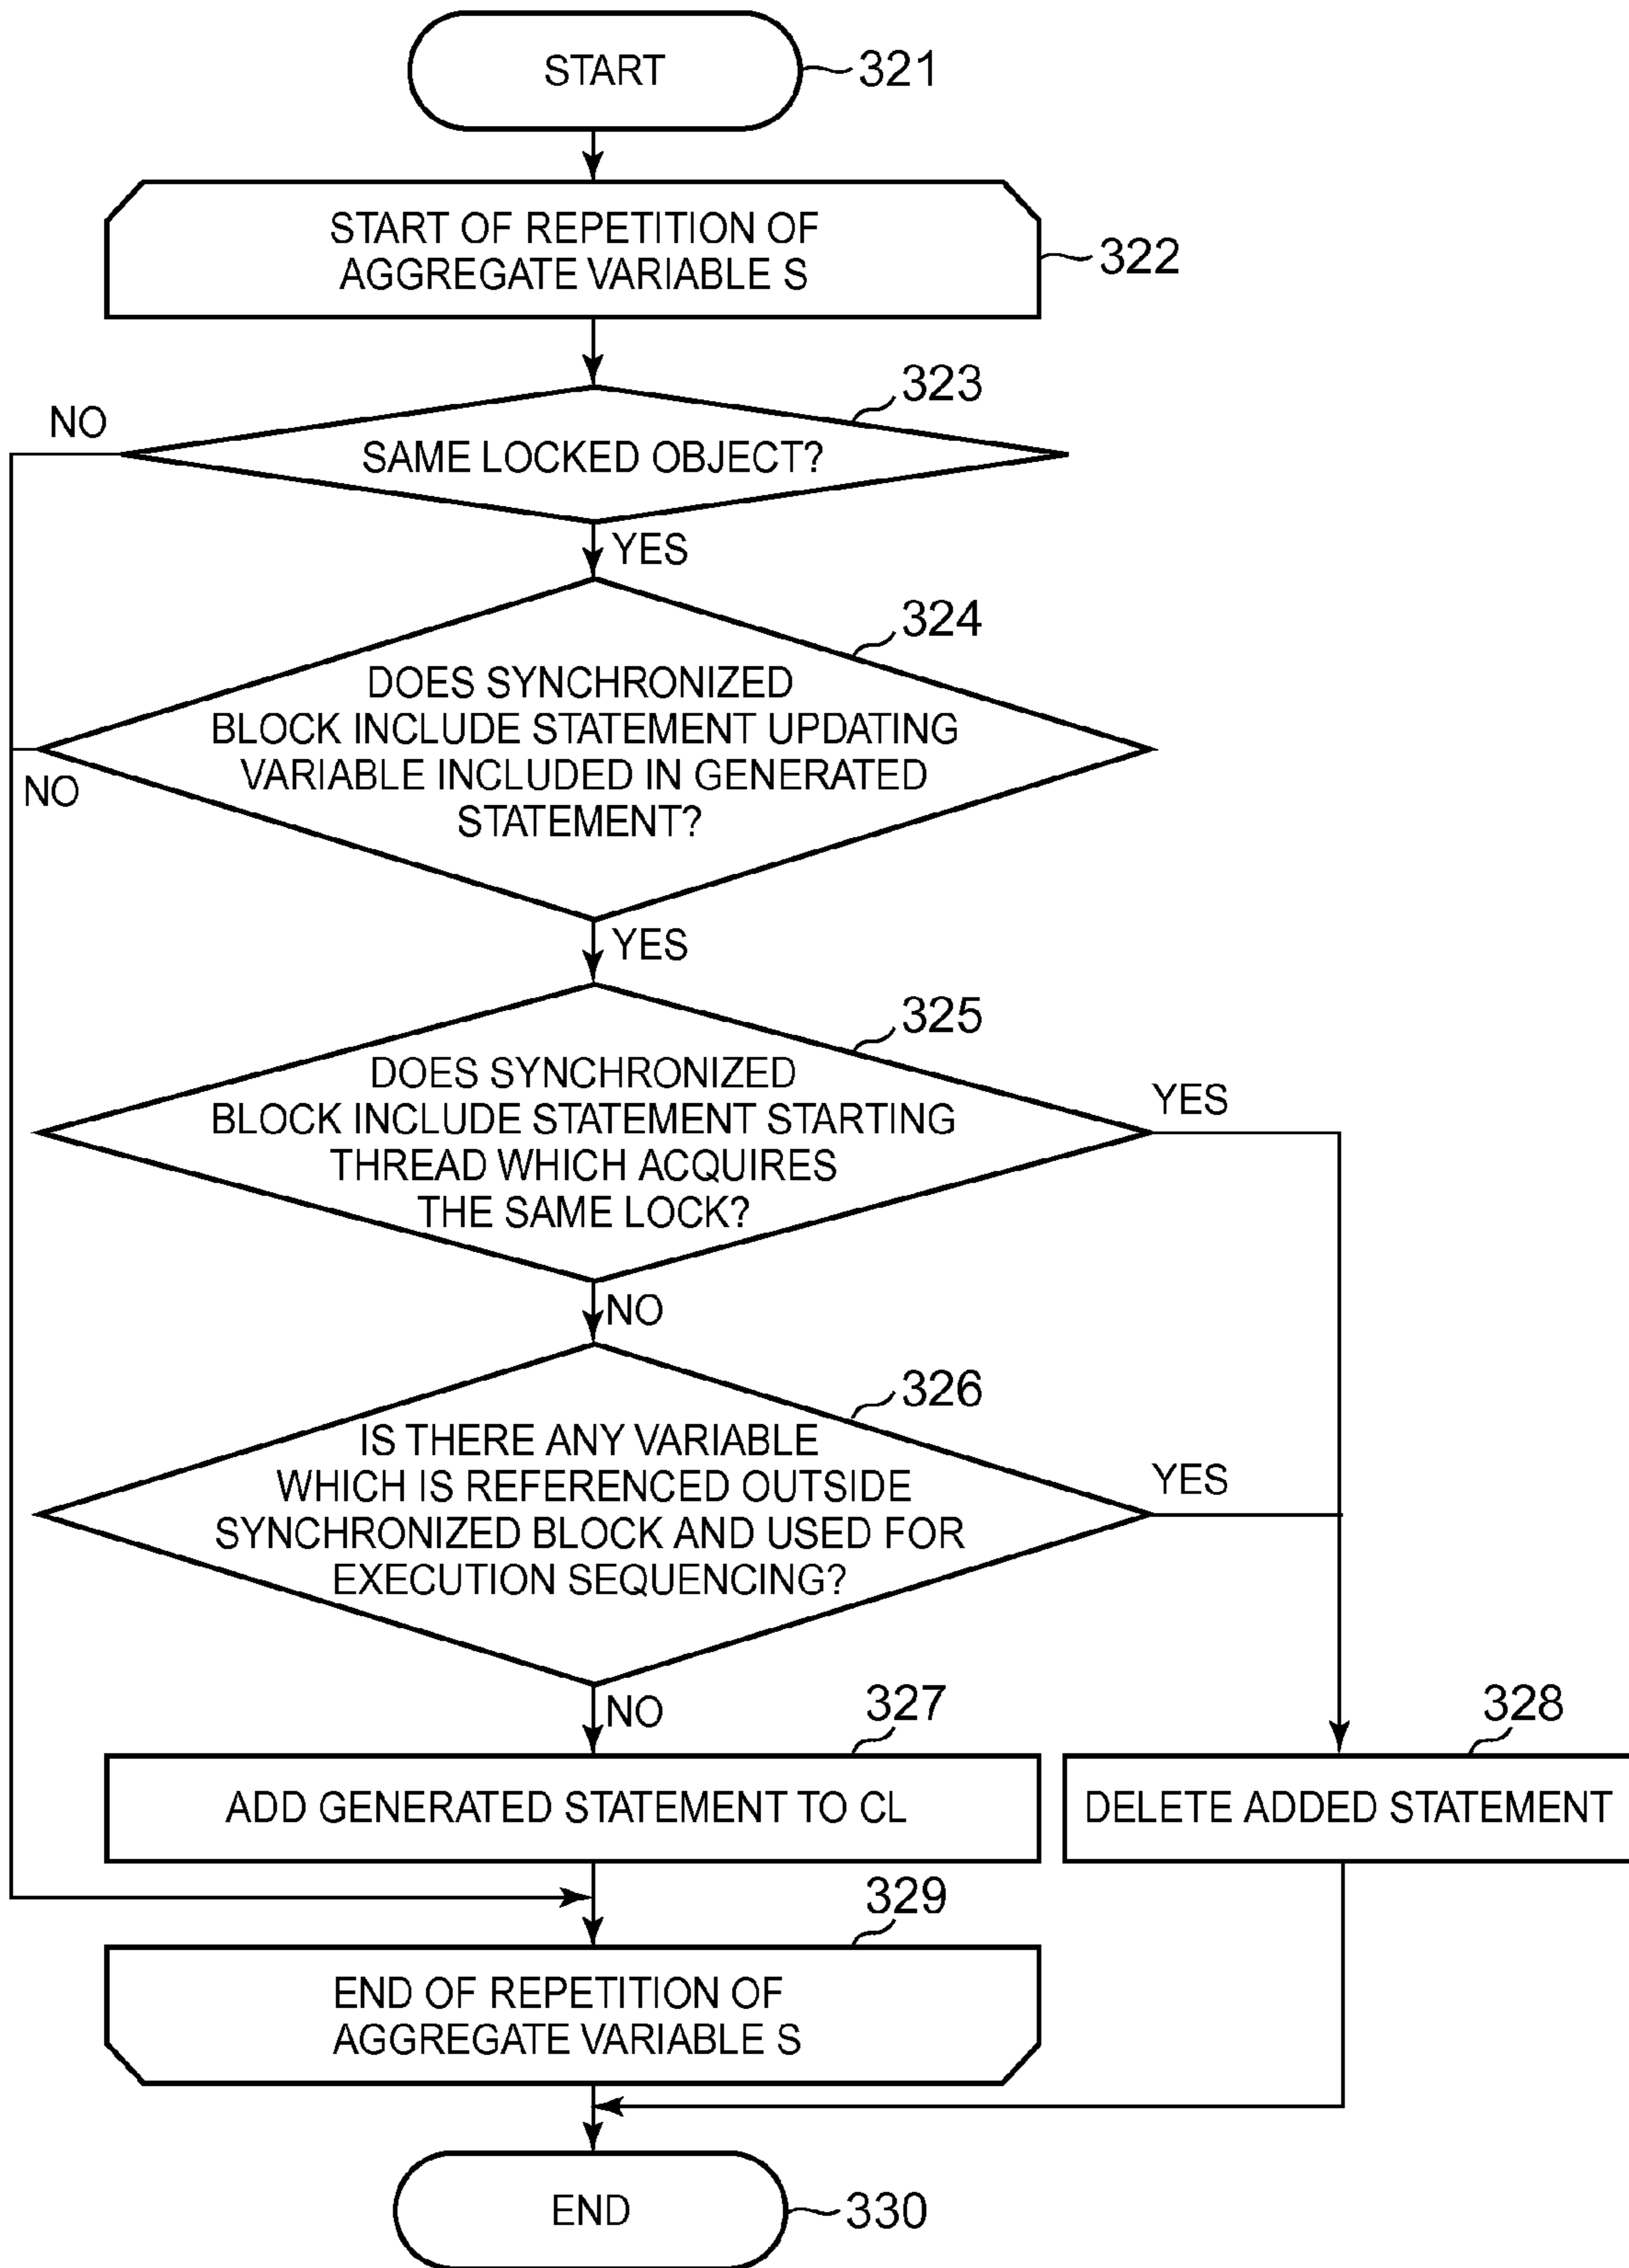 START
321
START OF REPETITION OF
AGGREGATE VARIABLE S
322
323
NO
SAME LOCKED OBJECT?
YES
324
DOES SYNCHRONIZED
BLOCK INCLUDE STATEMENT UPDATING
VARIABLE INCLUDED IN GENERATED
STATEMENT?
NO
YES
325
DOES SYNCHRONIZED
BLOCK INCLUDE STATEMENT STARTING
THREAD WHICH ACQUIRES
THE SAME LOCK?
YES
NO
326
IS THERE ANY VARIABLE
WHICH IS REFERENCED OUTSIDE
SYNCHRONIZED BLOCK AND USED FOR
EXECUTION SEQUENCING?
YES
NO
327
328
ADD GENERATED STATEMENT TO CL
DELETE ADDED STATEMENT
329
END OF REPETITION OF
AGGREGATE VARIABLE S
END
330